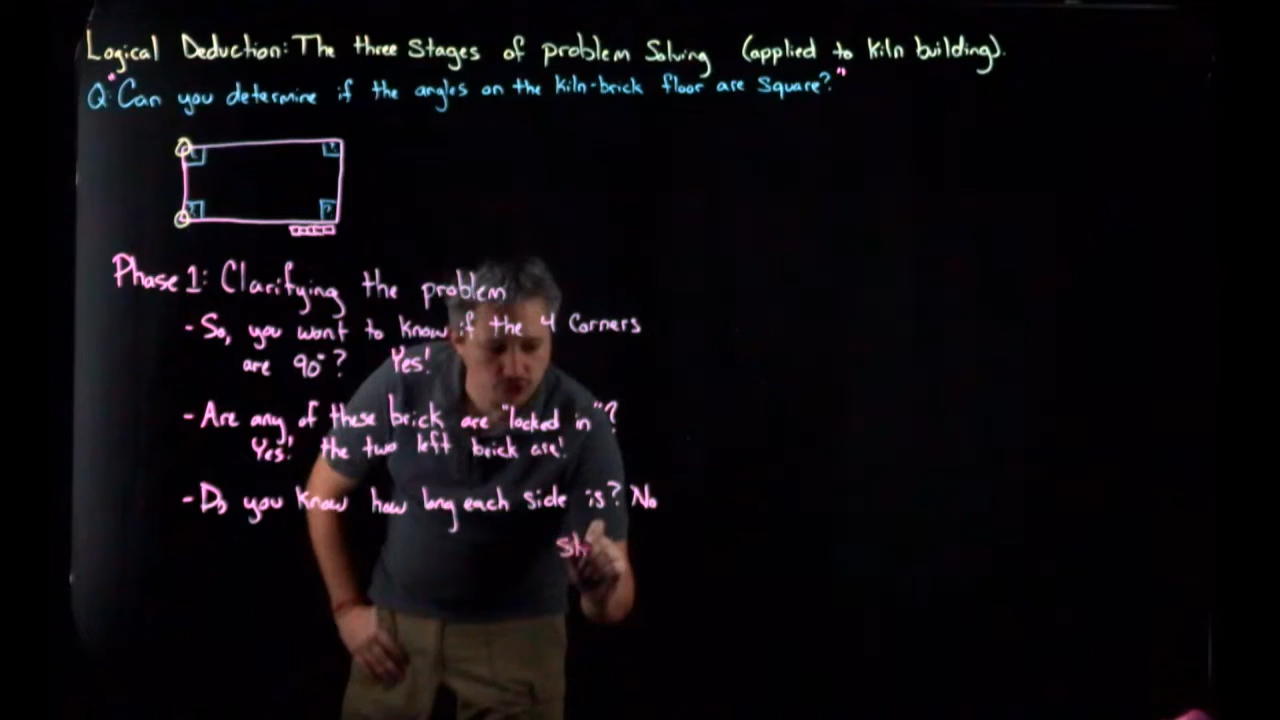 Logical Deduction: The three stages of problem Solving (applied to kiln building).
Q: "Can you determine if the angles on the kiln-brick floor are square?"
Phase 1: Clarifying the problem
- So, you want to know if the 4 Corners
are 90°? Yes!
- Are any of these brick are "locked in"?
Yes! the two left brick are!
- Do you know how long each side is? No
Sh